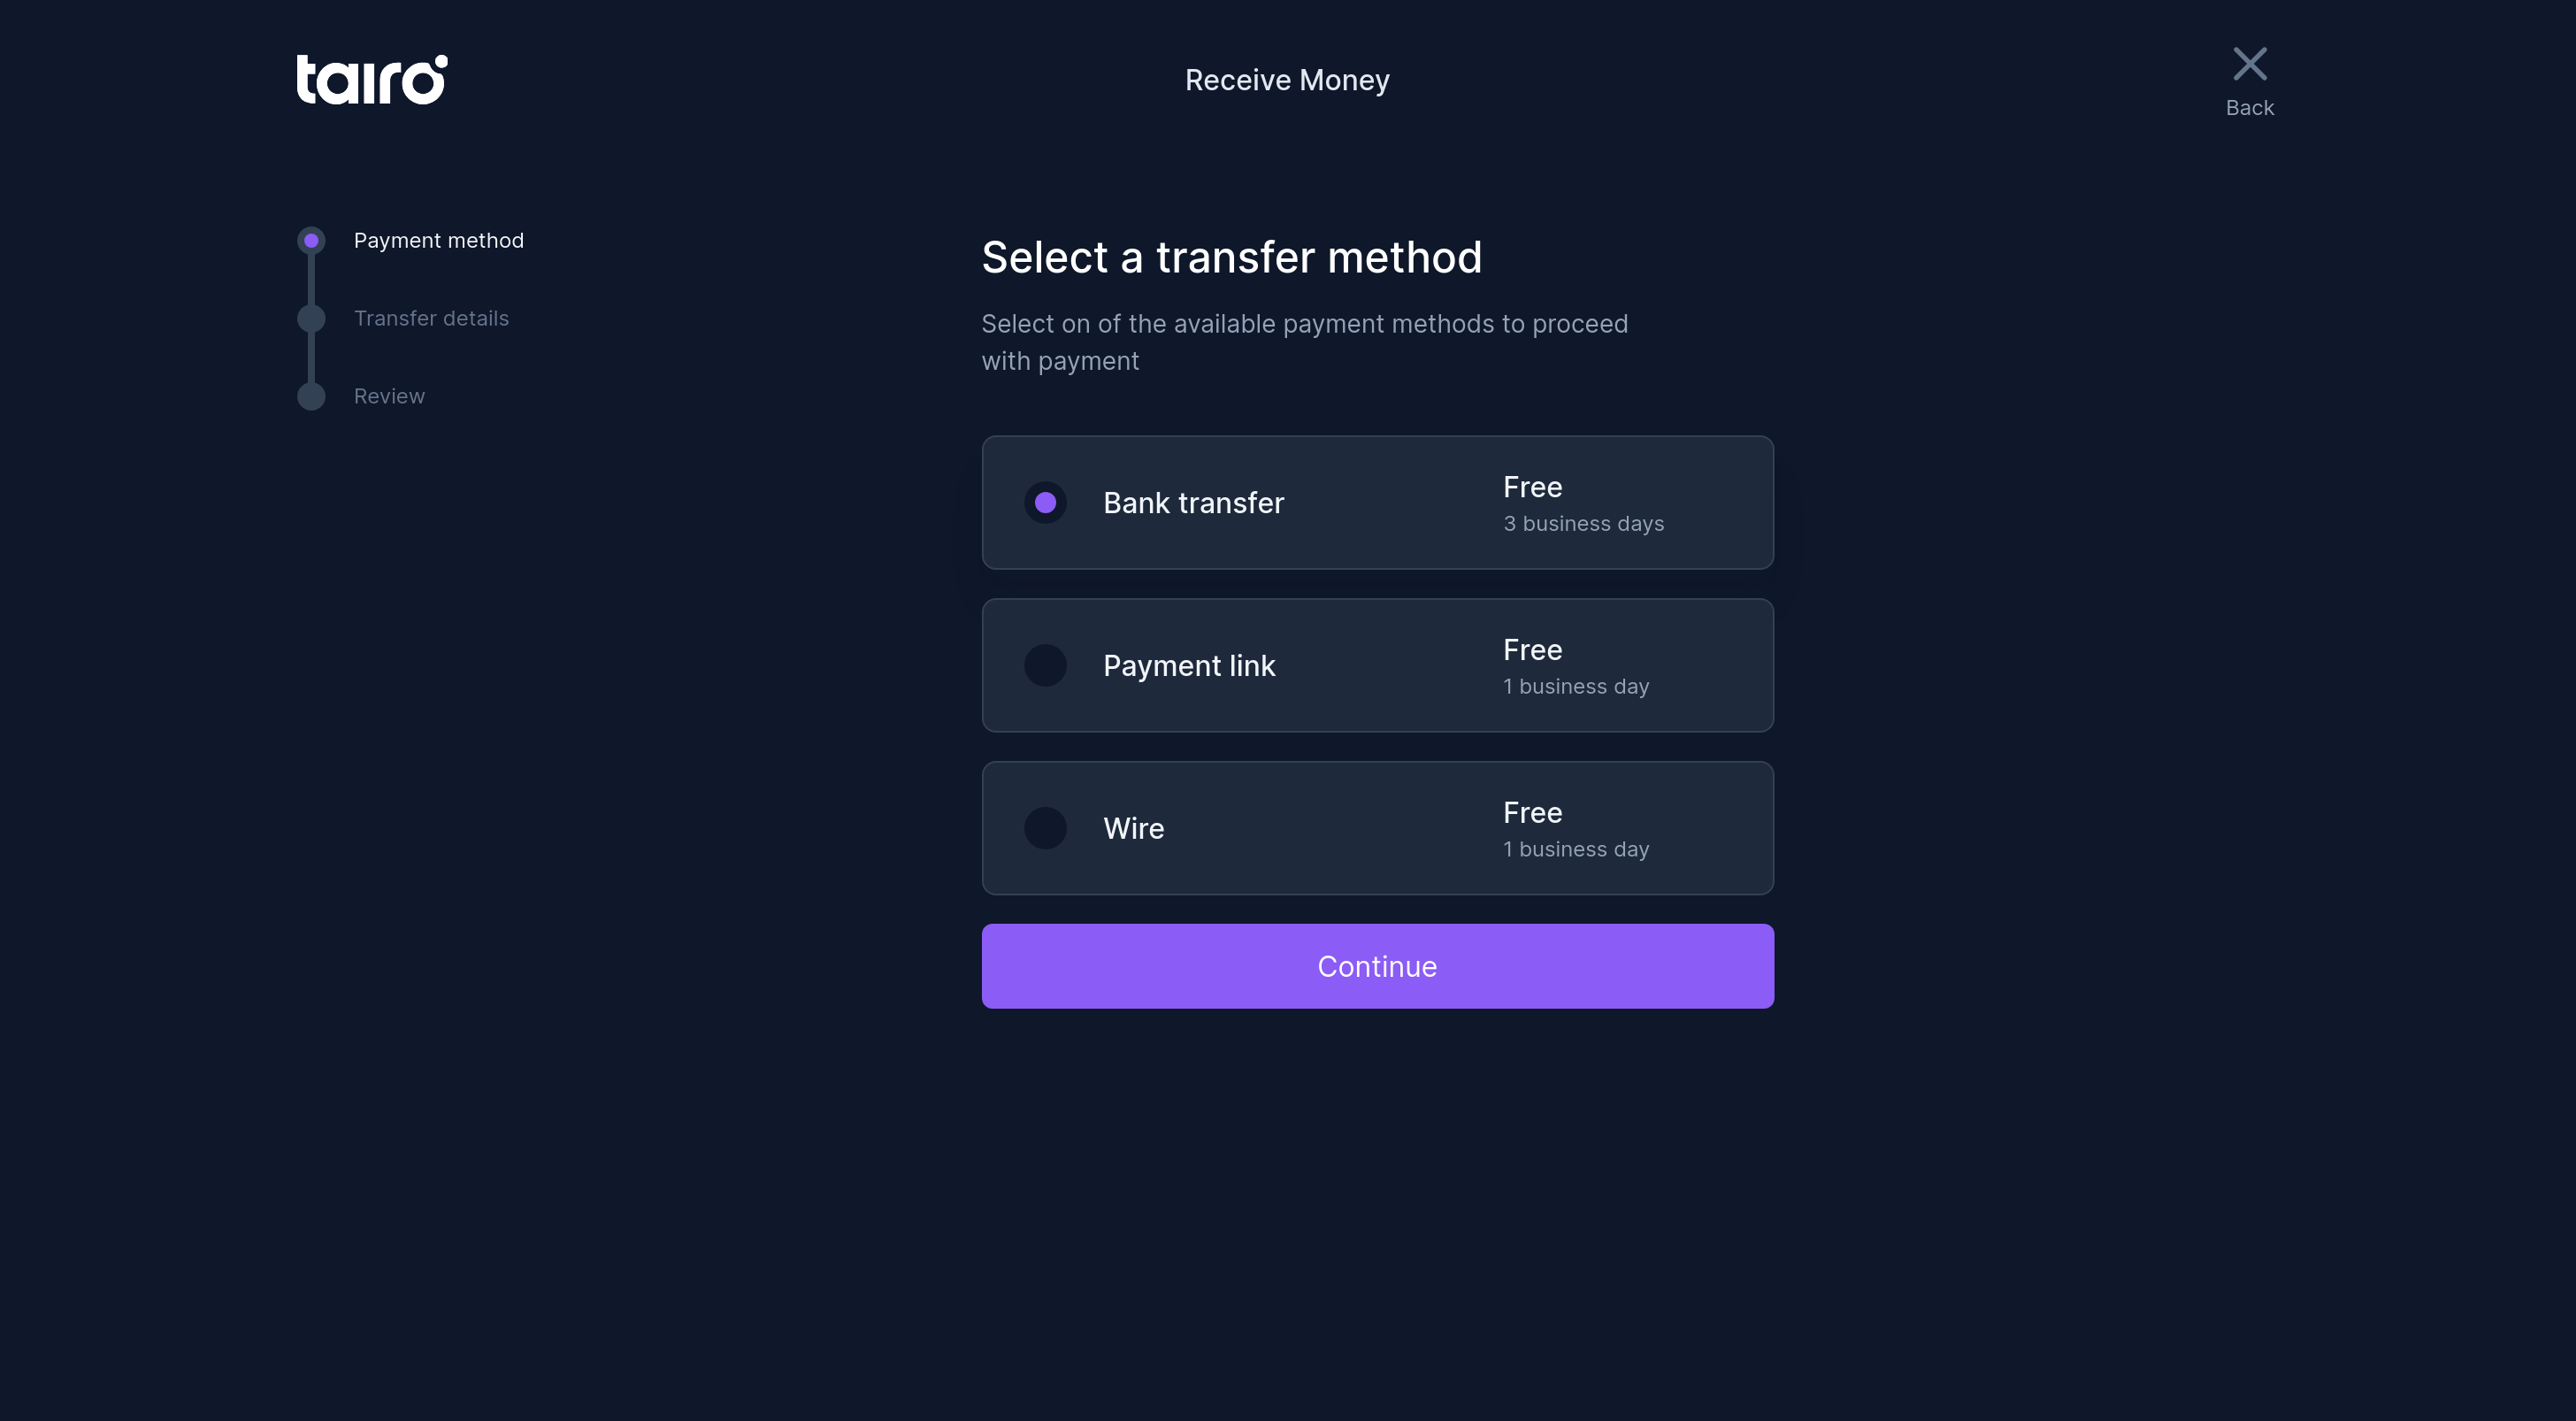 tairo
Receive Money
Back
Payment method
Transfer details
Review
Select a transfer method
Select on of the available payment methods to proceed
with payment
Bank transfer
Free
3 business days
Payment link
Free
1 business day
Wire
Free
1 business day
Continue